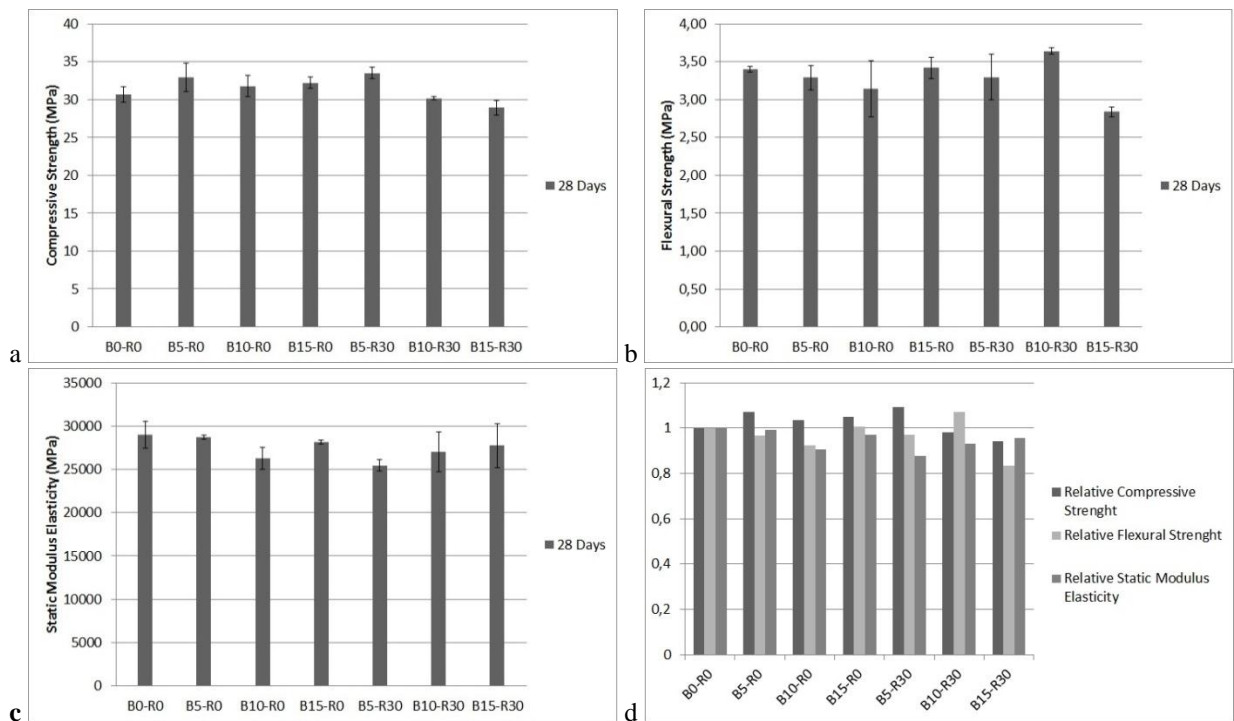 40
35
30
25
20
15
10
5
0
Compressive Strength (MPa)
B0-R0 B5-R0 B10-R0 B15-R0 B5-R30 B10-R30 B15-R30
28 Days
a
4,00
3,50
3,00
2,50
2,00
1,50
1,00
0,50
0,00
Flexural Strength (MPa)
B0-R0 B5-R0 B10-R0 B15-R0 B5-R30 B10-R30 B15-R30
28 Days
b
35000
30000
25000
20000
15000
10000
5000
0
Static Modulus Elasticity (MPa)
B0-R0 B5-R0 B10-R0 B15-R0 B5-R30 B10-R30 B15-R30
28 Days
c
1,2
1
0,8
0,6
0,4
0,2
0
B0-R0 B5-R0 B10-R0 B15-R0 B5-R30 B10-R30 B15-R30
Relative Compressive
Strenght
Relative Flexural Strenght
Relative Static Modulus
Elasticity
d